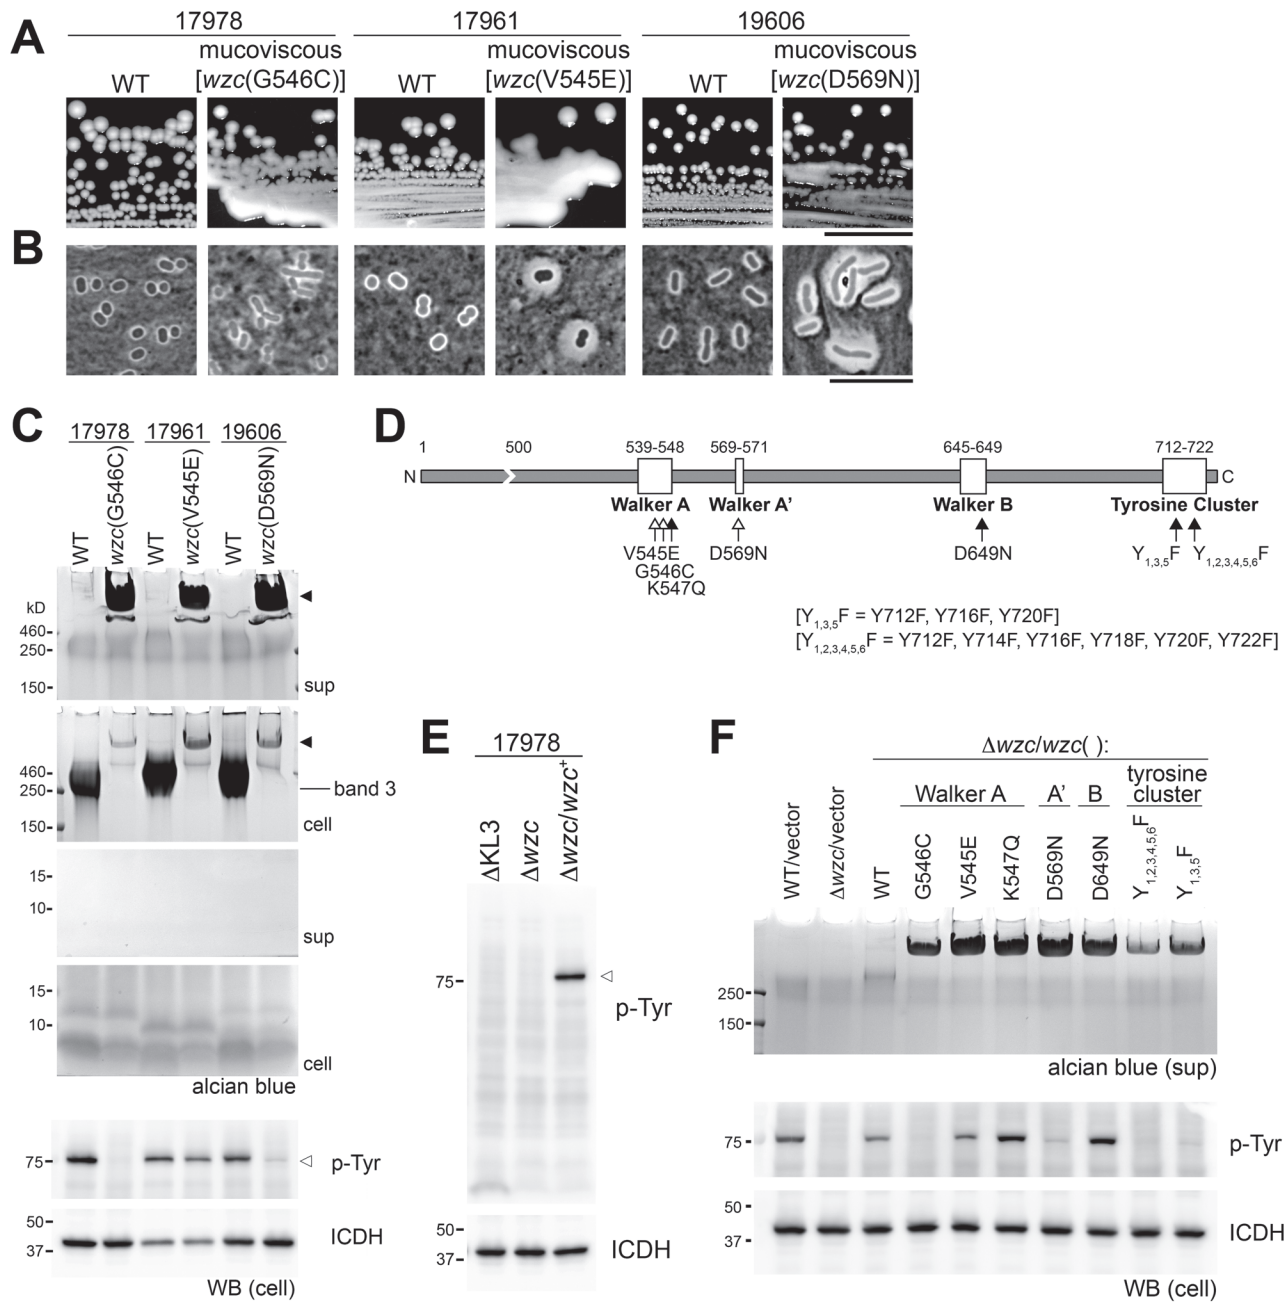 A
17978 17961 19606
mucoviscous mucoviscous mucoviscous
WT [wzc(G546C)] WT [wzc(V545E)] WT [wzc(D569N)]
B
C
17978 17961 19606
WT wzc(G546C) WT wzc(V545E) WT wzc(D569N)
kD
460
250
150
sup
460
250 band 3
150
cell
15
10
sup
15
10
cell
alcian blue
75 p-Tyr
50
37 ICDH
WB (cell)
D
1 500 539-548 569-571 645-649 712-722
N C
Walker A Walker A' Walker B Tyrosine Cluster
V545E D569N D649N Y1,3,5F Y1,2,3,4,5,6F
G546C
K547Q
[Y1,3,5F = Y712F, Y716F, Y720F]
[Y1,2,3,4,5,6F = Y712F, Y714F, Y716F, Y718F, Y720F, Y722F]
E
17978
ΔKL3 Δwzc Δwzc/wzc+
75
p-Tyr
50
37 ICDH
F
Δwzc/wzc( ):
tyrosine
Walker A A' B cluster
WT/vector Δwzc/vector WT G546C V545E K547Q D569N D649N Y1,2,3,4,5,6F Y1,3,5F
250
150
alcian blue (sup)
75 p-Tyr
50
37 ICDH
WB (cell)